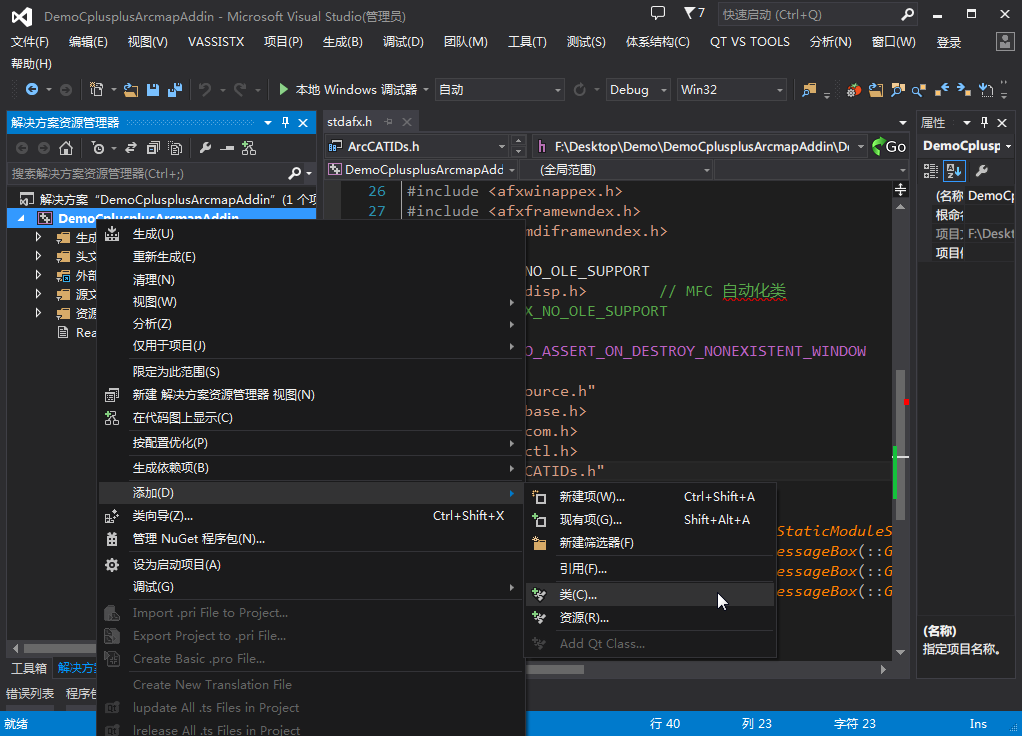 DemoCplusplusArcmapAddin - Microsoft Visual Studio(管理员)
7
快速启动 (Ctrl+Q)
文件(F) 编辑(E) 视图(V) VASSISTX 项目(P) 生成(B) 调试(D) 团队(M) 工具(T) 测试(S) 体系结构(C) QT VS TOOLS 分析(N) 窗口(W) 登录
帮助(H)
本地 Windows 调试器 自动 Debug Win32
解决方案资源管理器
搜索解决方案资源管理器(Ctrl+;)
解决方案 "DemoCplusplusArcmapAddin" (1 个项
DemoCplusplusArcmapAddin
生成
头文
外部
源文
资源
Rea
stdafx.h
ArcCATIDs.h
h F:\Desktop\Demo\DemoCplusplusArcmapAddin\D
Go
DemoCplusplusArcmapAdd
(全局范围)
26 #include <afxwinappex.h>
27 #include <afxframewndex.h>
mdiframewndex.h>
NO_OLE_SUPPORT
disp.h> // MFC 自动化类
X_NO_OLE_SUPPORT
O_ASSERT_ON_DESTROY_NONEXISTENT_WINDOW
ource.h"
base.h>
com.h>
ctl.h>
CATIDs.h"
StaticModuleS
essageBox(::G
essageBox(::G
essageBox(::G
生成(U)
重新生成(E)
清理(N)
视图(W)
分析(Z)
仅用于项目(J)
限定为此范围(S)
新建 解决方案资源管理器 视图(N)
在代码图上显示(C)
按配置优化(P)
生成依赖项(B)
添加(D)
类向导(Z)... Ctrl+Shift+X
管理 NuGet 程序包(N)...
设为启动项目(A)
调试(G)
Import .pri File to Project...
Export Project to .pri File...
Create Basic .pro File...
Create New Translation File
lupdate All .ts Files in Project
lrelease All .ts Files in Project
新建项(W)... Ctrl+Shift+A
现有项(G)... Shift+Alt+A
新建筛选器(F)
引用(F)...
类(C)...
资源(R)...
Add Qt Class...
属性
DemoCplusp
(名称 DemoCp
根命名
项目文 F:\Deskt
项目依
(名称)
指定项目名称。
工具箱 解决方
错误列表 程序包
就绪 行 40 列 23 字符 23 Ins